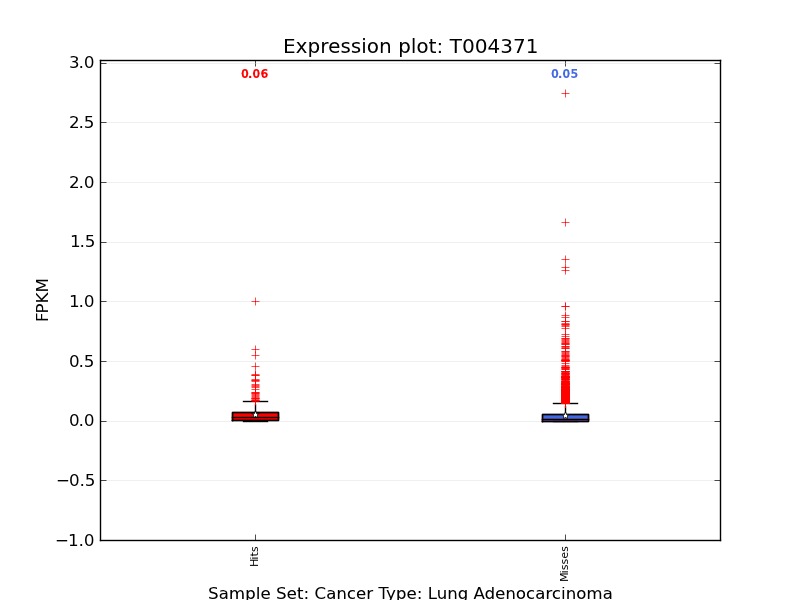 Expression plot: T004371
0.06
0.05
3.0
2.5
2.0
1.5
1.0
0.5
0.0
−0.5
−1.0
FPKM
Hits
Misses
Sample Set: Cancer Type: Lung Adenocarcinoma